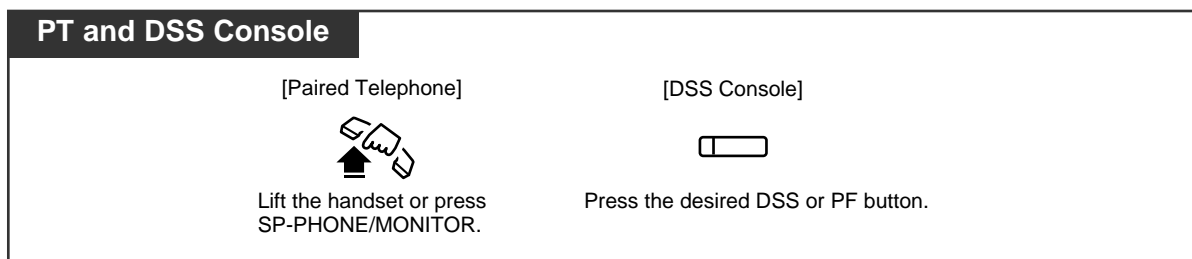 PT and DSS Console
[Paired Telephone]
[DSS Console]
Lift the handset or press
SP-PHONE/MONITOR.
Press the desired DSS or PF button.